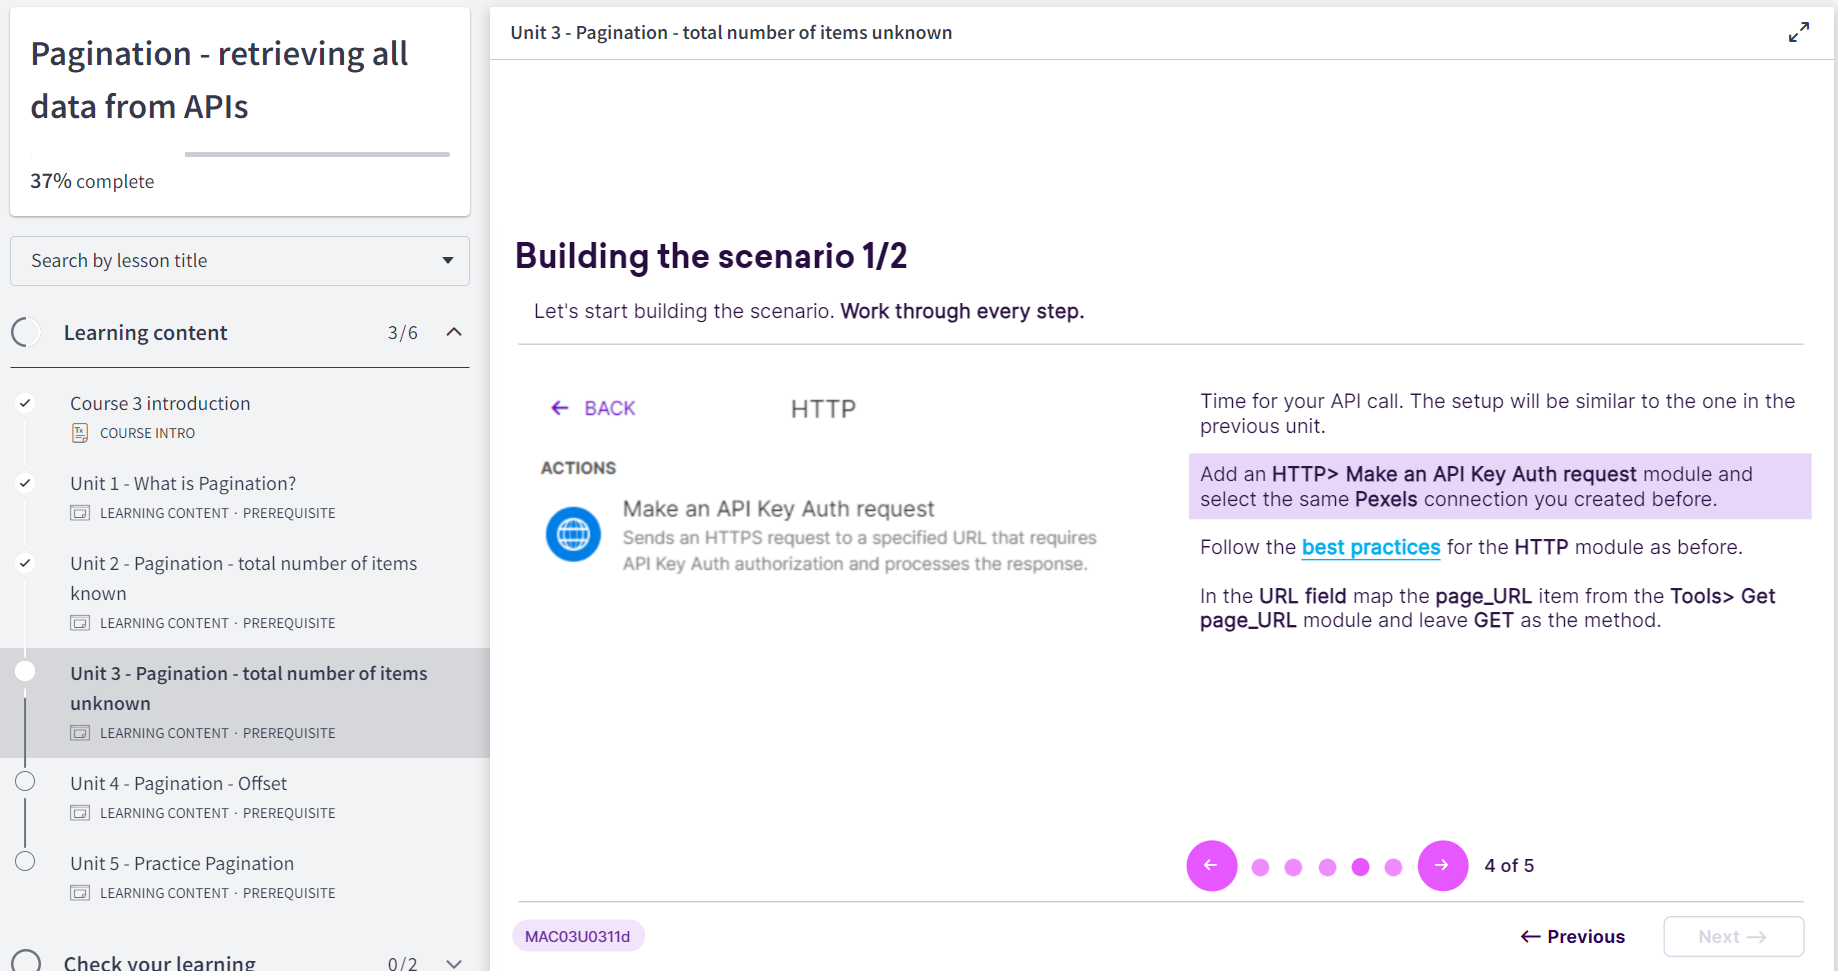 Pagination - retrieving all
data from APIs
37% complete
Search by lesson title
Learning content 3/6
Course 3 introduction
COURSE INTRO
Unit 1 - What is Pagination?
LEARNING CONTENT · PREREQUISITE
Unit 2 - Pagination - total number of items
known
LEARNING CONTENT · PREREQUISITE
Unit 3 - Pagination - total number of items
unknown
LEARNING CONTENT · PREREQUISITE
Unit 4 - Pagination - Offset
LEARNING CONTENT · PREREQUISITE
Unit 5 - Practice Pagination
LEARNING CONTENT · PREREQUISITE
Check your learning 0/2
Unit 3 - Pagination - total number of items unknown
Building the scenario 1/2
Let's start building the scenario. Work through every step.
← BACK HTTP
ACTIONS
Make an API Key Auth request
Sends an HTTPS request to a specified URL that requires
API Key Auth authorization and processes the response.
Time for your API call. The setup will be similar to the one in the
previous unit.
Add an HTTP> Make an API Key Auth request module and
select the same Pexels connection you created before.
Follow the best practices for the HTTP module as before.
In the URL field map the page_URL item from the Tools> Get
page_URL module and leave GET as the method.
← → 4 of 5
MAC03U0311d
← Previous Next →